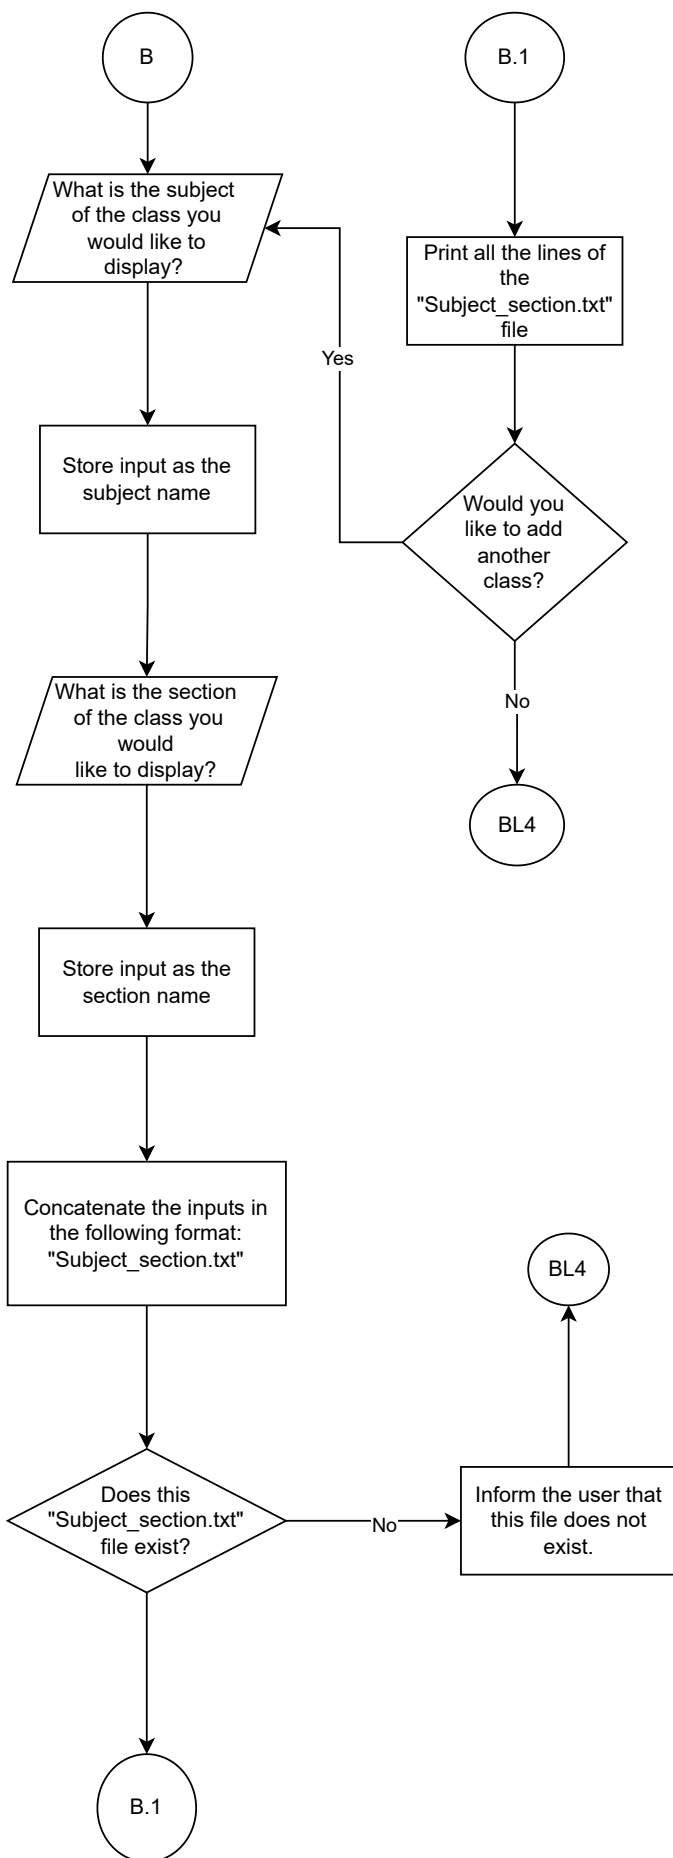 B
What is the subject
of the class you
would like to
display?
Store input as the
subject name
What is the section
of the class you
would
like to display?
Store input as the
section name
Concatenate the inputs in
the following format:
"Subject_section.txt"
Does this
"Subject_section.txt"
file exist?
No
Inform the user that
this file does not
exist.
BL4
B.1
B.1
Print all the lines of
the
"Subject_section.txt"
file
Would you
like to add
another
class?
Yes
No
BL4